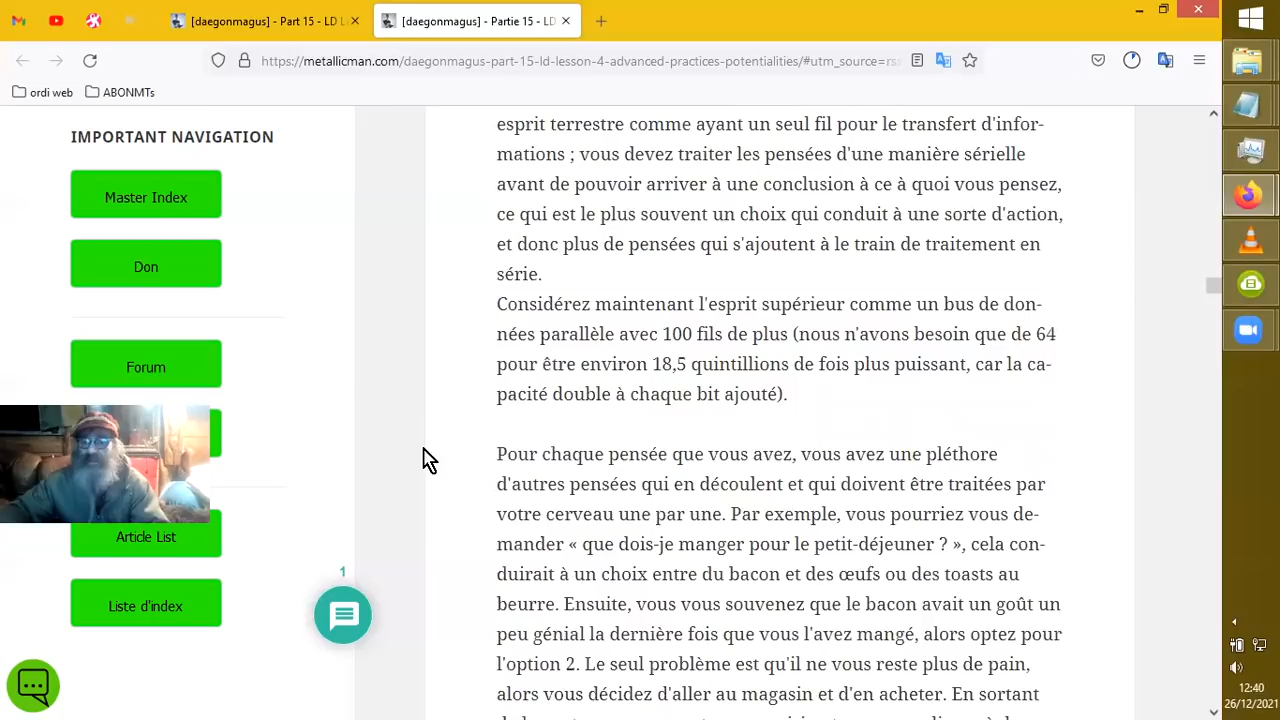 [daegonmagus] - Part 15 - LD L
[daegonmagus] - Partie 15 - LD
https://metallicman.com/daegonmagus-part-15-ld-lesson-4-advanced-practices-potentialities/#utm_source=rs
ordi web
ABONMTs
IMPORTANT NAVIGATION
Master Index
Don
Forum
Article List
Liste d'index
1
esprit terrestre comme ayant un seul fil pour le transfert d'infor-
mations ; vous devez traiter les pensées d'une manière sérielle
avant de pouvoir arriver à une conclusion à ce à quoi vous pensez,
ce qui est le plus souvent un choix qui conduit à une sorte d'action,
et donc plus de pensées qui s'ajoutent à le train de traitement en
série.
Considérez maintenant l'esprit supérieur comme un bus de don-
nées parallèle avec 100 fils de plus (nous n'avons besoin que de 64
pour être environ 18,5 quintillions de fois plus puissant, car la ca-
pacité double à chaque bit ajouté).
Pour chaque pensée que vous avez, vous avez une pléthore
d'autres pensées qui en découlent et qui doivent être traitées par
votre cerveau une par une. Par exemple, vous pourriez vous de-
mander « que dois-je manger pour le petit-déjeuner ? », cela con-
duirait à un choix entre du bacon et des œufs ou des toasts au
beurre. Ensuite, vous vous souvenez que le bacon avait un goût un
peu génial la dernière fois que vous l'avez mangé, alors optez pour
l'option 2. Le seul problème est qu'il ne vous reste plus de pain,
alors vous décidez d'aller au magasin et d'en acheter. En sortant
12:40
26/12/2021